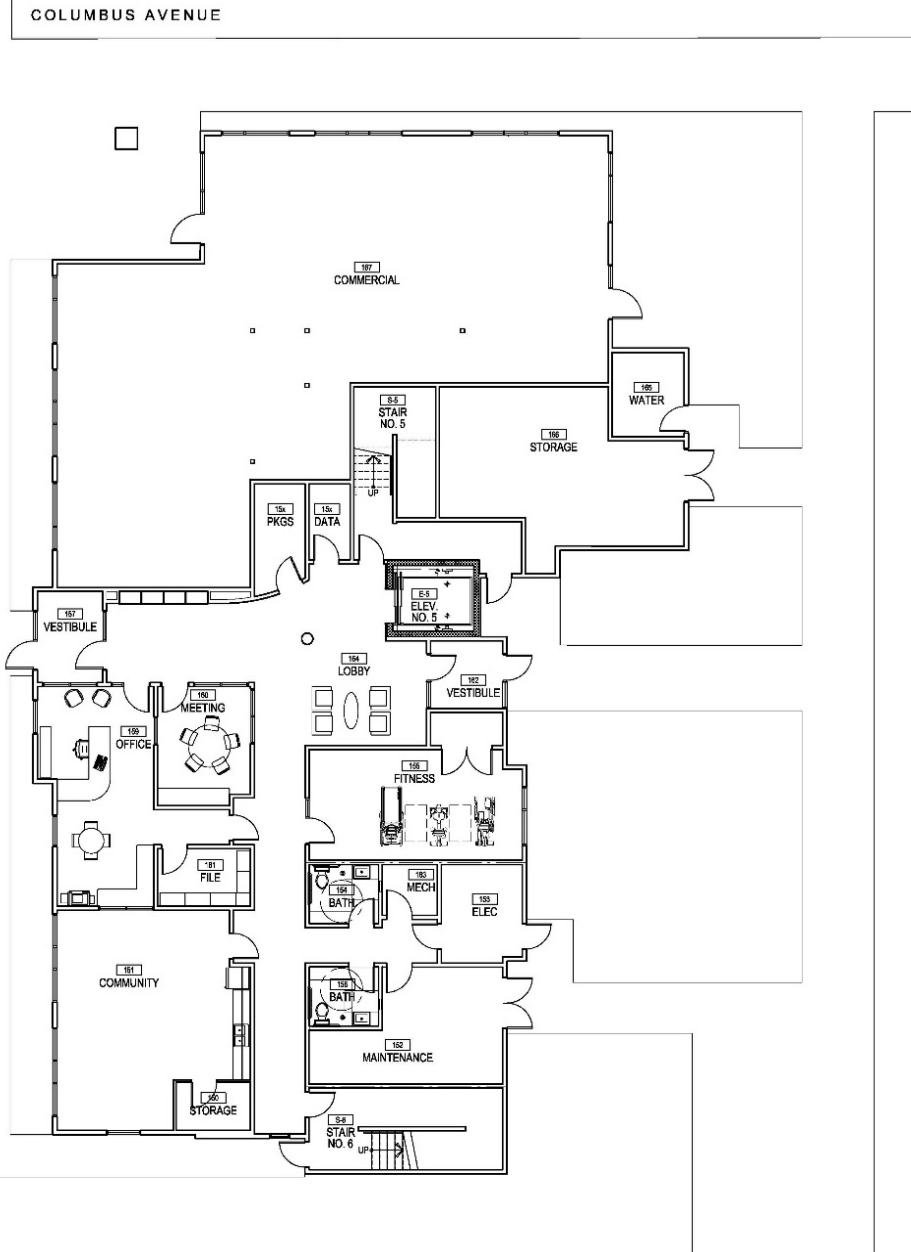 COLUMBUS AVENUE
167
COMMERCIAL
165
WATER
S-5
STAIR
NO. 5
UP
166
STORAGE
15x
PKGS
15x
DATA
E-5
ELEV.
NO. 5
157
VESTIBULE
164
LOBBY
162
VESTIBULE
160
MEETING
159
OFFICE
FITNESS
161
FILE
154
BATH
163
MECH
153
ELEC
151
COMMUNITY
BATH
152
MAINTENANCE
STORAGE
S-6
STAIR
NO. 6
UP